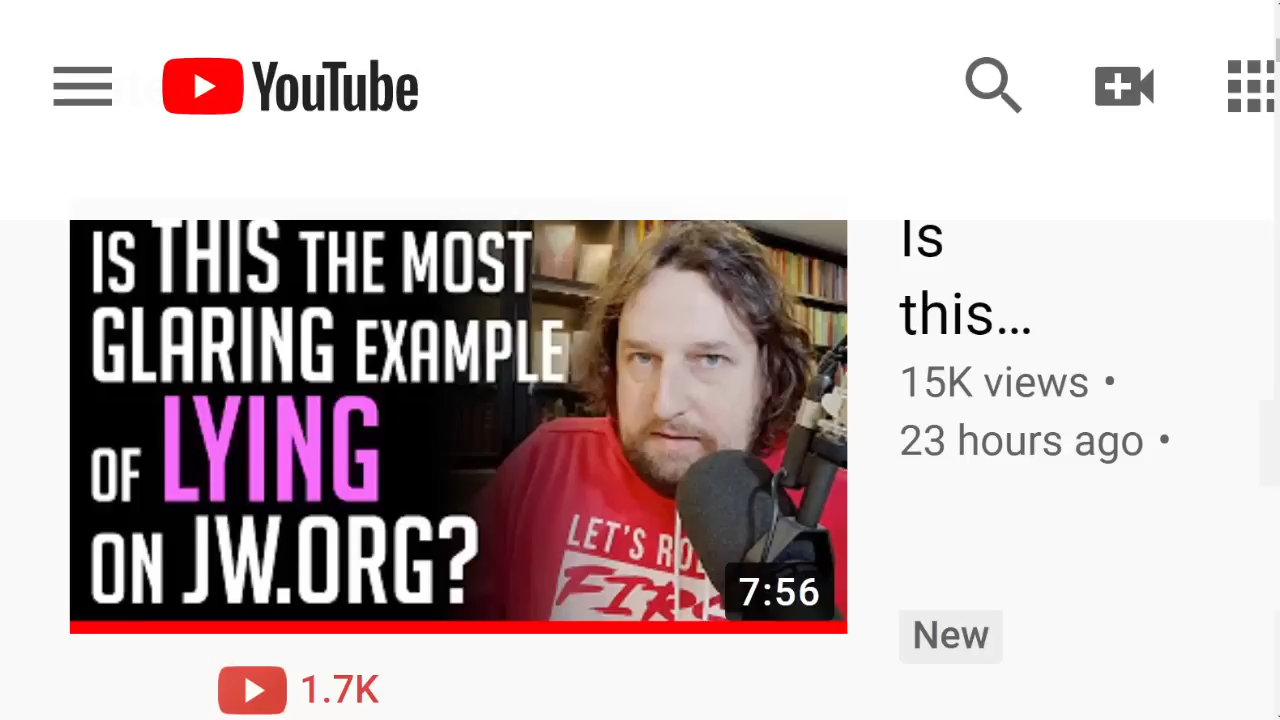 YouTube
IS THIS THE MOST
GLARING EXAMPLE
OF LYING
ON JW.ORG?
LET'S
7:56
Is
this...
15K views •
23 hours ago •
New
1.7K